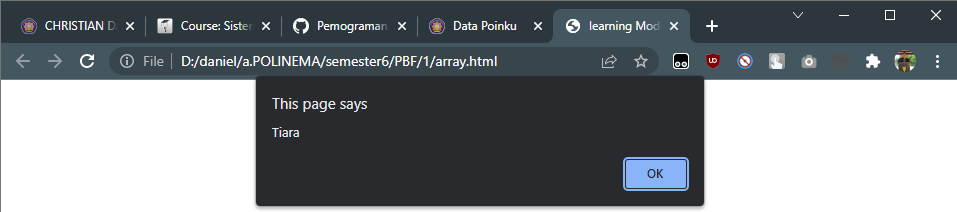 CHRISTIAN D
Course: Sister
Pemograman
Data Poinku
learning Mod
File D:/daniel/a.POLINEMA/semester6/PBF/1/array.html
This page says
Tiara
OK